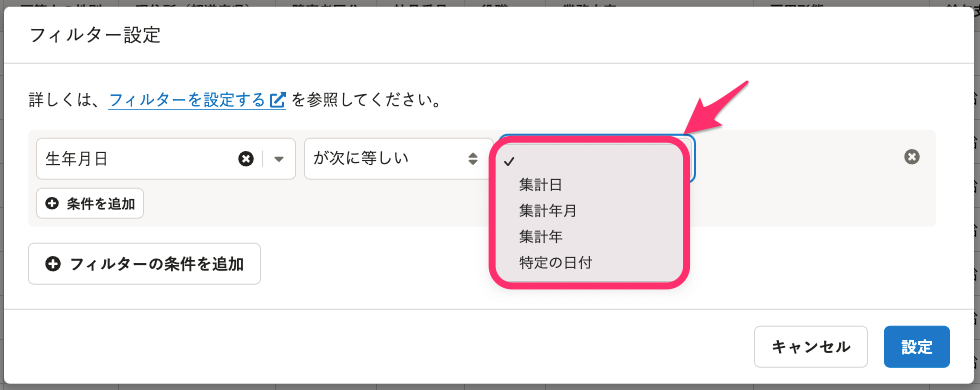 フィルター設定
詳しくは、フィルターを設定する を参照してください。
生年月日
が次に等しい
集計日
集計年月
集計年
特定の日付
条件を追加
フィルターの条件を追加
キャンセル
設定